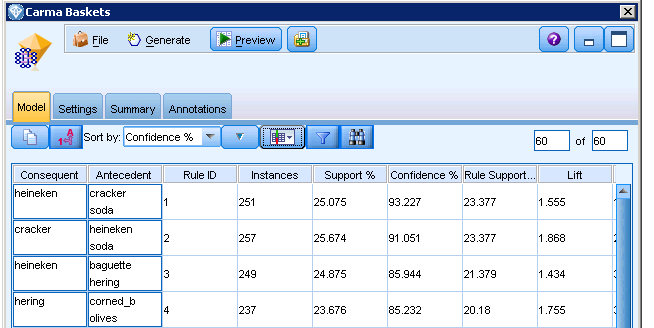 Carma Baskets
File Generate Preview
Model Settings Summary Annotations
Sort by: Confidence % 60 of 60
Consequent Antecedent Rule ID Instances Support % Confidence % Rule Support... Lift
heineken cracker
soda 1 251 25.075 93.227 23.377 1.555
cracker heineken
soda 2 257 25.674 91.051 23.377 1.868
heineken baguette
hering 3 249 24.875 85.944 21.379 1.434
hering corned_b
olives 4 237 23.676 85.232 20.18 1.755